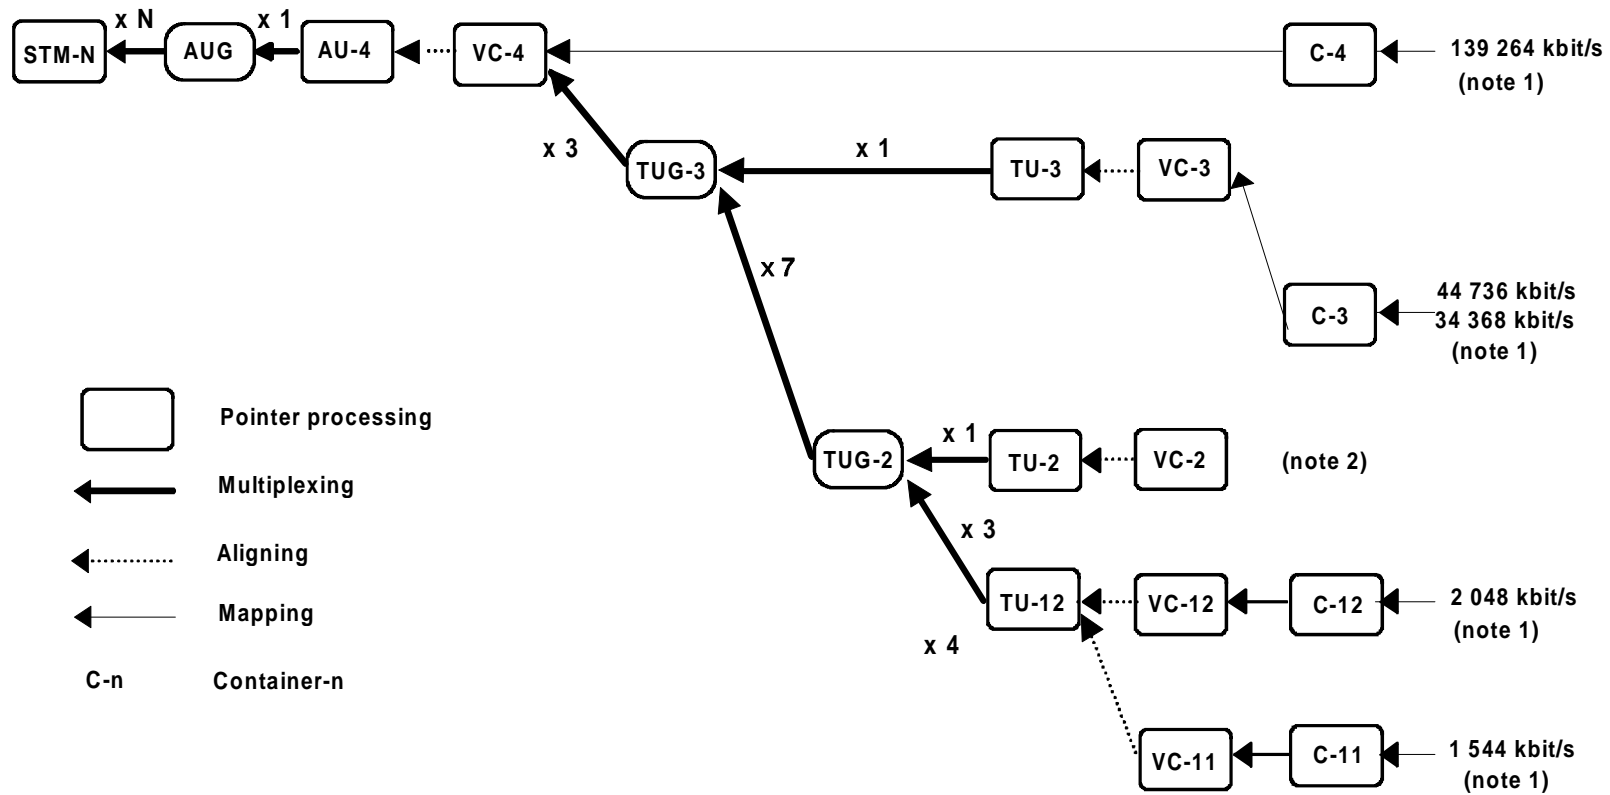 x N
x 1
STM-N
AUG
AU-4
VC-4
C-4
139 264 kbit/s
(note 1)
x 3
x 1
TUG-3
TU-3
VC-3
x 7
C-3
44 736 kbit/s
34 368 kbit/s
(note 1)
Pointer processing
x 1
TUG-2
TU-2
VC-2
(note 2)
Multiplexing
x 3
Aligning
TU-12
VC-12
C-12
2 048 kbit/s
(note 1)
Mapping
x 4
C-n
Container-n
VC-11
C-11
1 544 kbit/s
(note 1)